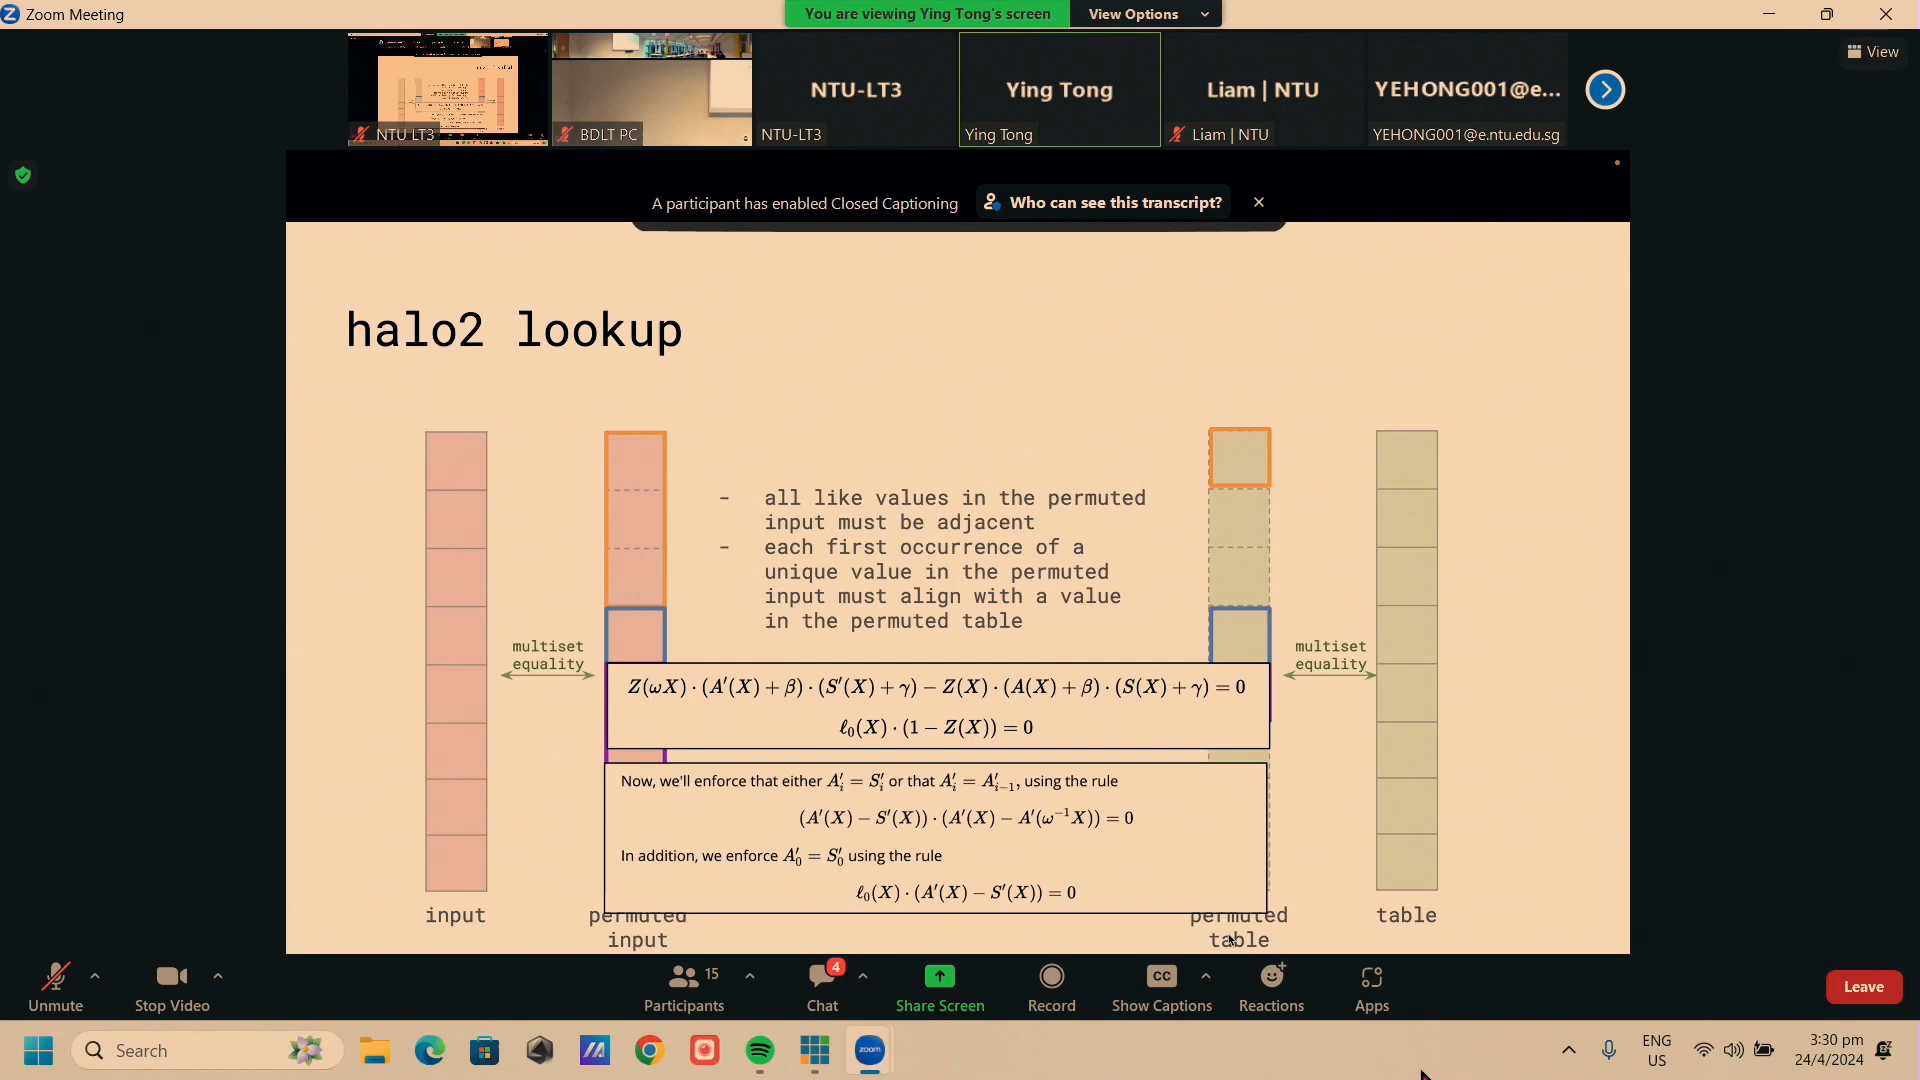 Zoom Meeting
You are viewing Ying Tong's screen
View Options
View
NTU LT3
BDLT PC
NTU-LT3
NTU-LT3
Ying Tong
Ying Tong
Liam | NTU
Liam | NTU
YEHONG001@e...
YEHONG001@e.ntu.edu.sg
A participant has enabled Closed Captioning
Who can see this transcript?
halo2 lookup
- all like values in the permuted
input must be adjacent
- each first occurrence of a
unique value in the permuted
input must align with a value
in the permuted table
multiset
equality
multiset
equality
Z(ωX) · (A′(X) + β) · (S′(X) + γ) − Z(X) · (A(X) + β) · (S(X) + γ) = 0
ℓ₀(X) · (1 − Z(X)) = 0
Now, we'll enforce that either A′ᵢ = S′ᵢ or that A′ᵢ = A′ᵢ₋₁, using the rule
(A′(X) − S′(X)) · (A′(X) − A′(ω⁻¹X)) = 0
In addition, we enforce A′₀ = S′₀ using the rule
ℓ₀(X) · (A′(X) − S′(X)) = 0
input
permuted
input
permuted
table
table
Unmute
Stop Video
15
Participants
4
Chat
Share Screen
Record
CC
Show Captions
Reactions
Apps
Leave
Search
zoom
ENG
US
3:30 pm
24/4/2024